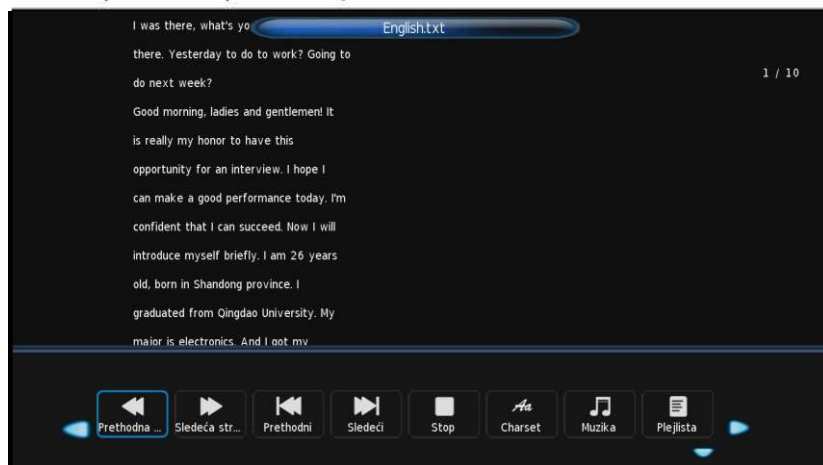 English.txt
I was there, what's yo
there. Yesterday to do to work? Going to
do next week?
1 / 10
Good morning, ladies and gentlemen! It
is really my honor to have this
opportunity for an interview. I hope I
can make a good performance today. I'm
confident that I can succeed. Now I will
introduce myself briefly. I am 26 years
old, born in Shandong province. I
graduated from Qingdao University. My
major is electronics. And I got my
Prethodna ...
Sledeća str...
Prethodni
Sledeći
Stop
Aa
Charset
Muzika
Plejlista